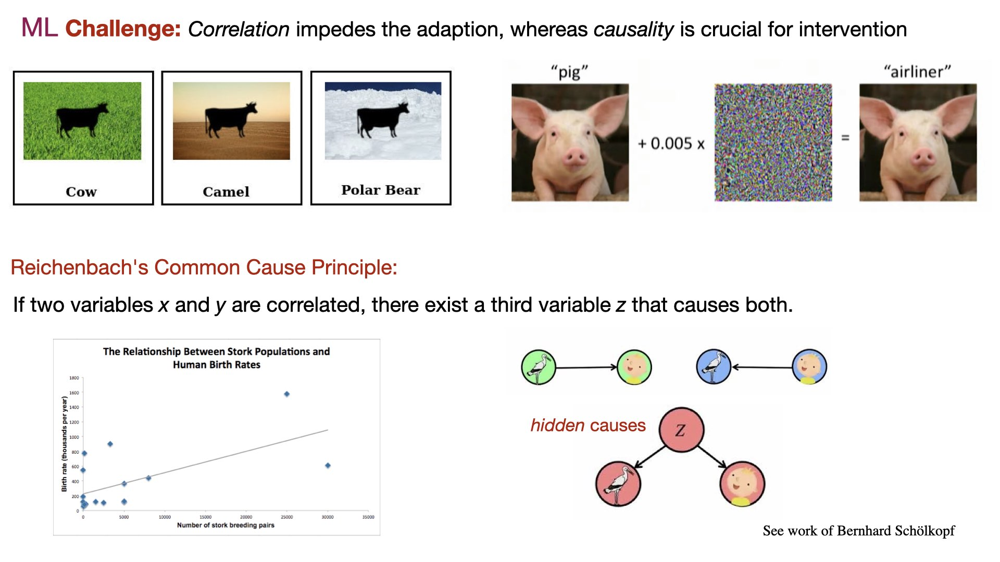 ML Challenge: Correlation impedes the adaption, whereas causality is crucial for intervention
Cow
Camel
Polar Bear
“pig”
+ 0.005 x
=
“airliner”
Reichenbach's Common Cause Principle:
If two variables x and y are correlated, there exist a third variable z that causes both.
The Relationship Between Stork Populations and
Human Birth Rates
Birth rate (thousands per year)
1800
1600
1400
1200
1000
800
600
400
200
0
0 5000 10000 15000 20000 25000 30000 35000
Number of stork breeding pairs
hidden causes
Z
See work of Bernhard Schölkopf